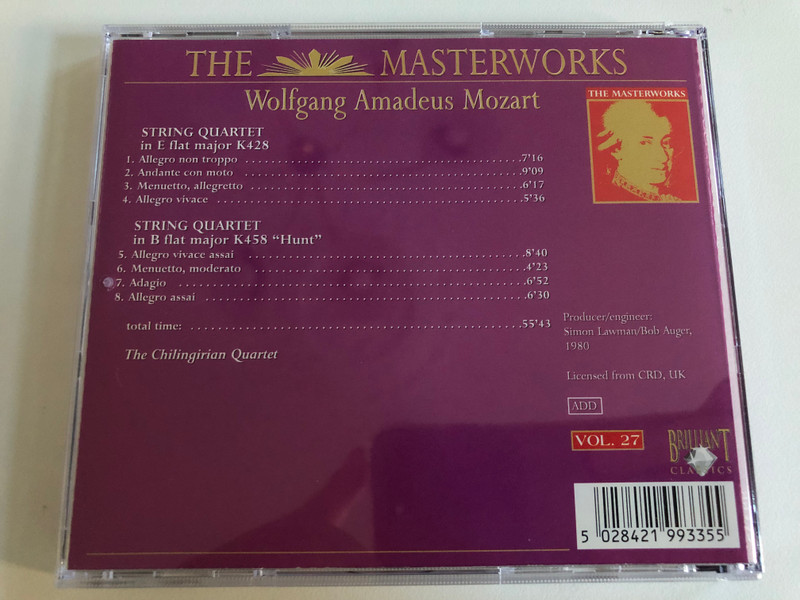 THE MASTERWORKS
Wolfgang Amadeus Mozart
THE MASTERWORKS
STRING QUARTET
in E flat major K428
1. Allegro non troppo ........ 7'16
2. Andante con moto ........ 9'09
3. Menuetto, allegretto ........ 6'17
4. Allegro vivace ........ 5'36
STRING QUARTET
in B flat major K458 "Hunt"
5. Allegro vivace assai ........ 8'40
6. Menuetto, moderato ........ 4'23
7. Adagio ........ 6'52
8. Allegro assai ........ 6'30
total time: ........ 55'43
The Chilingirian Quartet
Producer/engineer:
Simon Lawman/Bob Auger,
1980
Licensed from CRD, UK
ADD
VOL. 27
BRILLIANT
CLASSICS
5 028421 993355